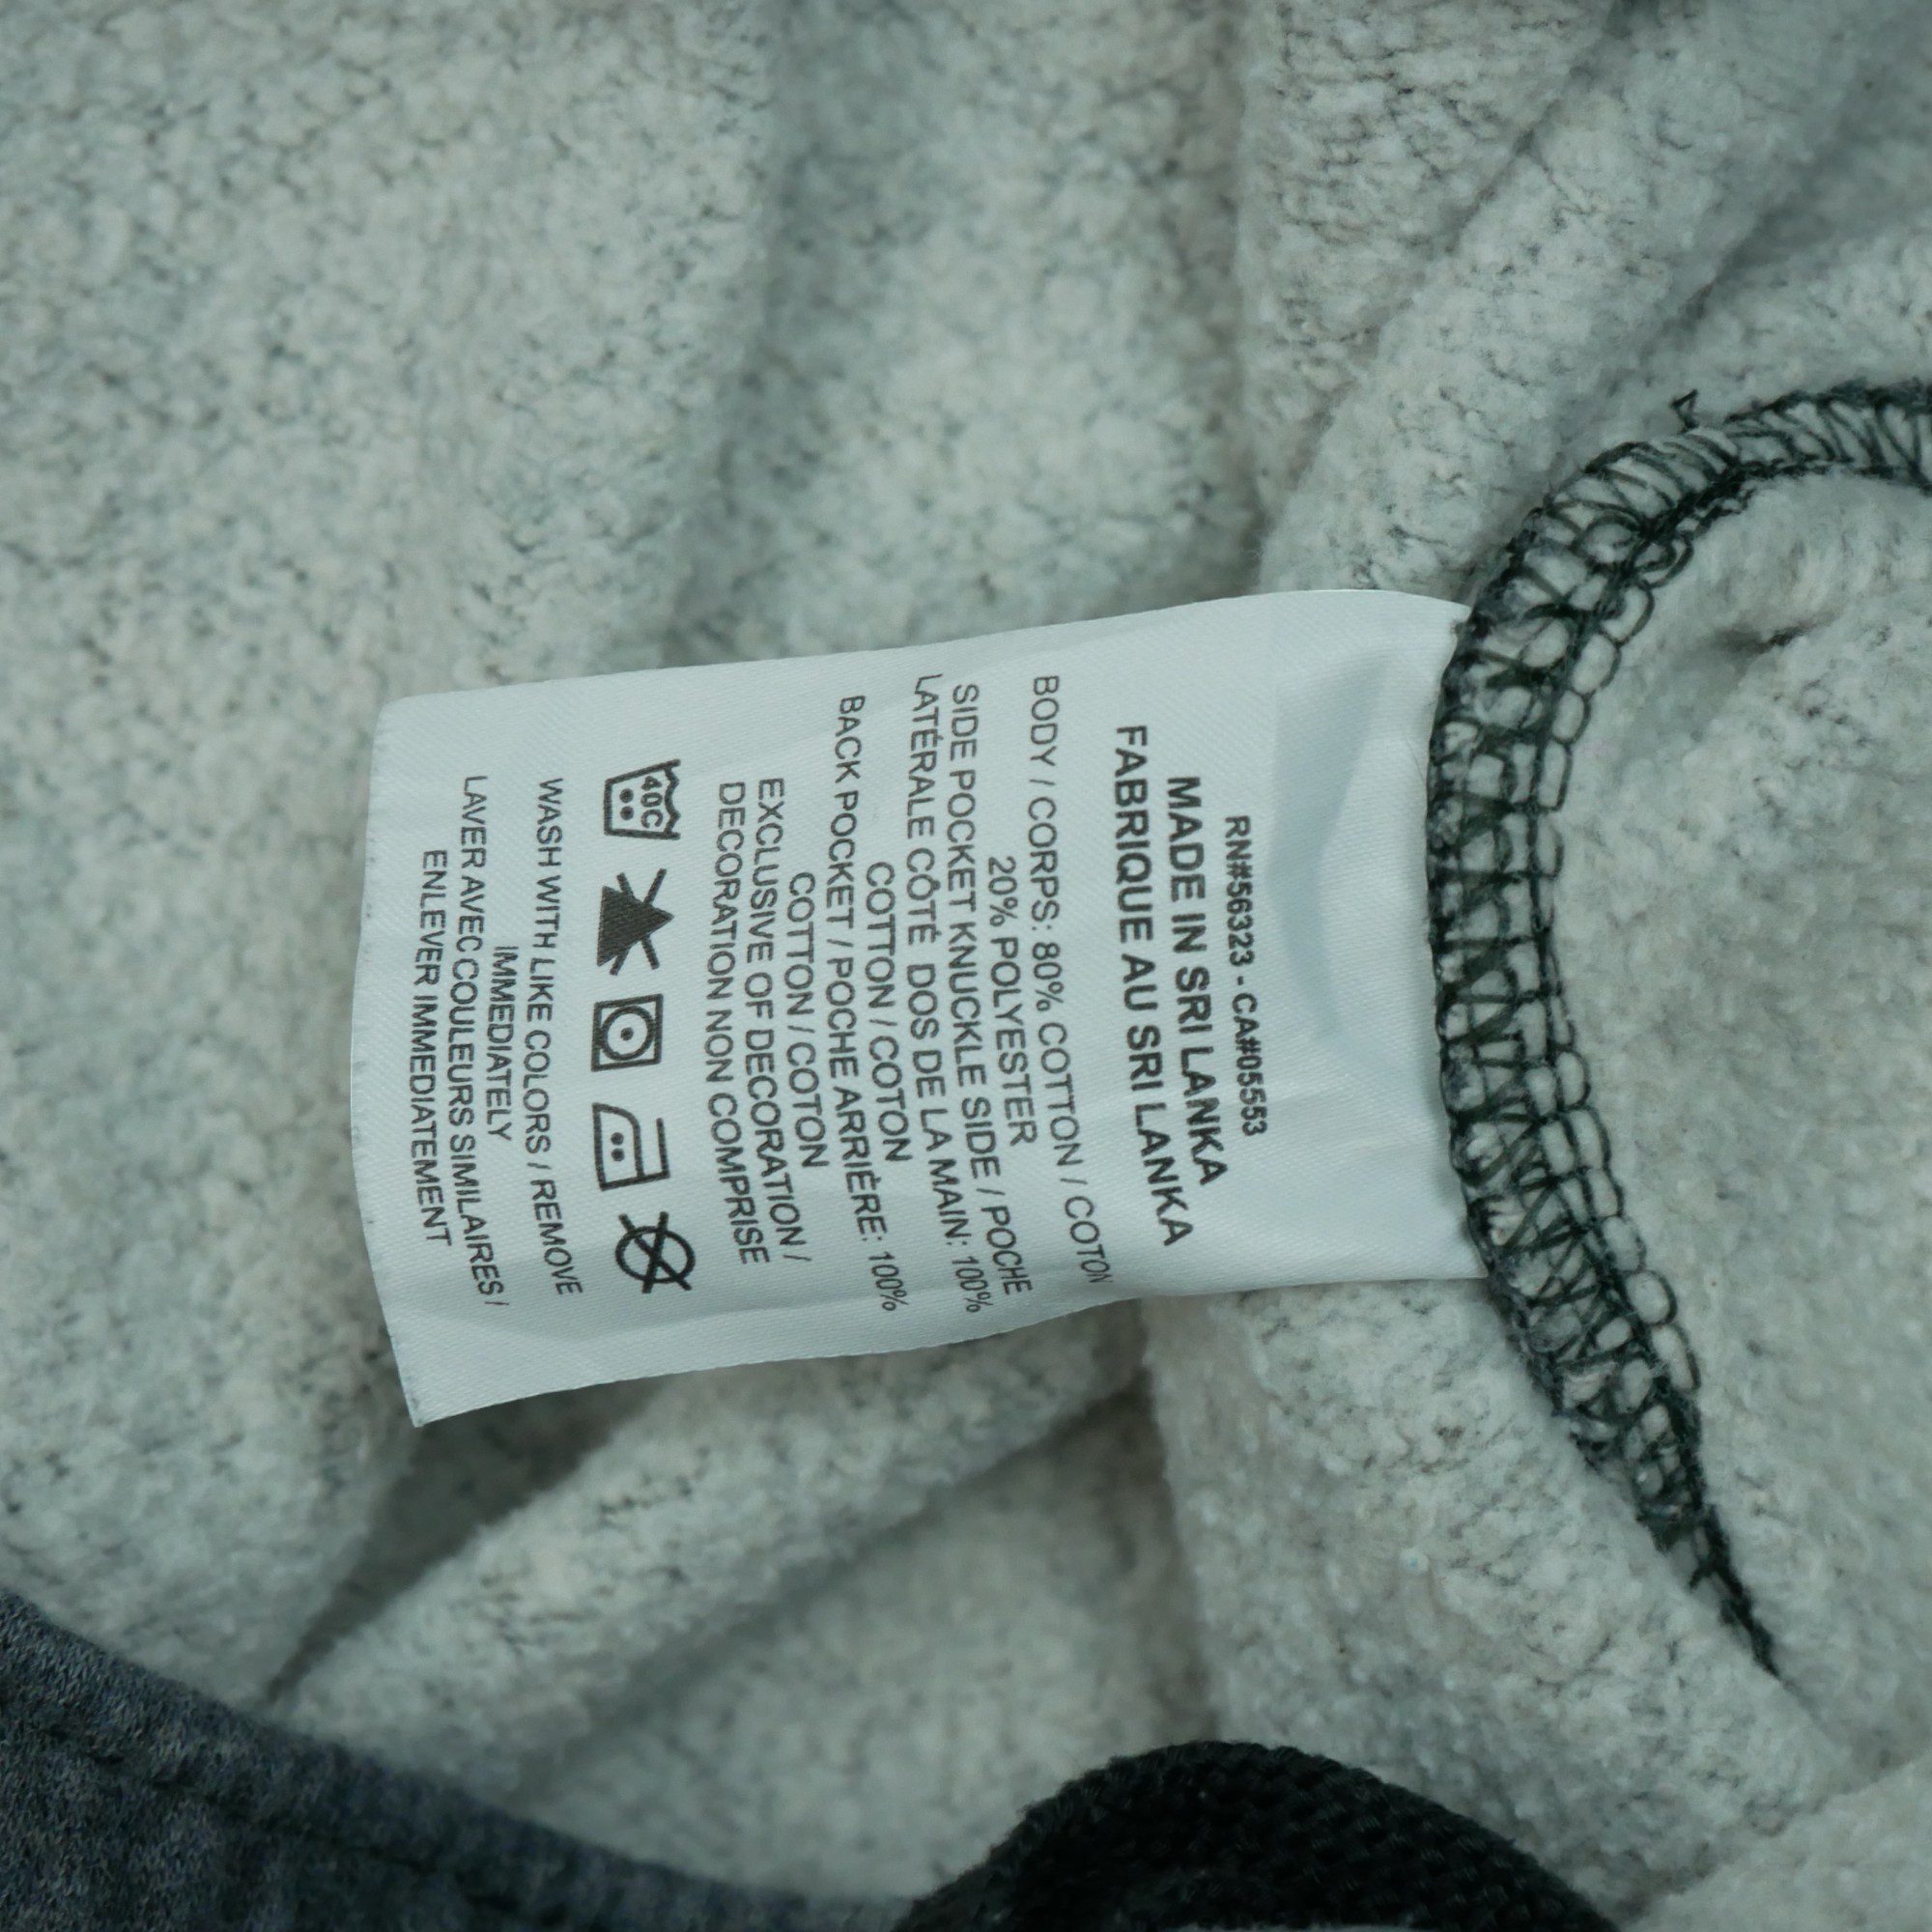 RN#56323 - CA#05553
MADE IN SRI LANKA
FABRIQUE AU SRI LANKA
BODY / CORPS: 80% COTTON / COTON
20% POLYESTER
SIDE POCKET KNUCKLE SIDE / POCHE
LATÉRALE CÔTÉ DOS DE LA MAIN: 100%
COTTON / COTON
BACK POCKET / POCHE ARRIÈRE: 100%
COTTON / COTON
EXCLUSIVE OF DECORATION /
DECORATION NON COMPRISE
40C
WASH WITH LIKE COLORS / REMOVE
IMMEDIATELY
LAVER AVEC COULEURS SIMILAIRES /
ENLEVER IMMEDIATEMENT